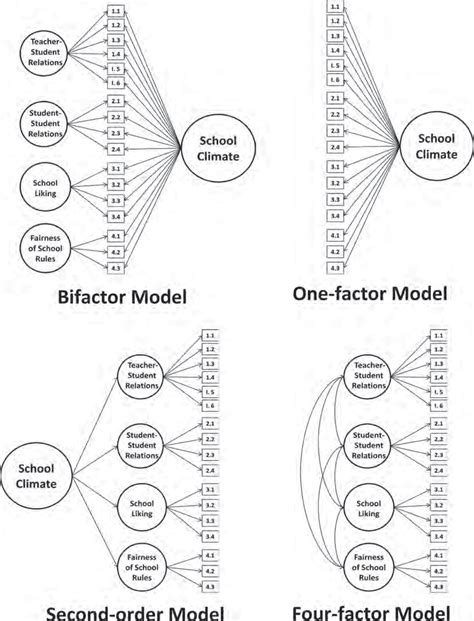 1.1
1.2
1.3
1.4
I. 5
I. 6
Teacher-
Student
Relations
2.1
2.2
2.3
2.4
Student-
Student
Relations
3.1
3.2
3.3
3.4
School
Liking
4.1
4.2
4.3
Fairness
of School
Rules
School
Climate
Bifactor Model
1.1
1.2
1.3
1.4
I. 5
I. 6
2.1
2.2
2.3
2.4
3.1
3.2
3.3
3.4
4.1
4.2
4.3
School
Climate
One-factor Model
School
Climate
Teacher-
Student
Relations
1.1
1.2
1.3
1.4
I. 5
I. 6
Student-
Student
Relations
2.1
2.2
2.3
2.4
School
Liking
3.1
3.2
3.3
3.4
Fairness
of School
Rules
4.1
4.2
4.3
Second-order Model
Teacher-
Student
Relations
1.1
1.2
1.3
1.4
I. 5
I. 6
Student-
Student
Relations
2.1
2.2
2.3
2.4
School
Liking
3.1
3.2
3.3
3.4
Fairness
of School
Rules
4.1
4.2
4.3
Four-factor Model